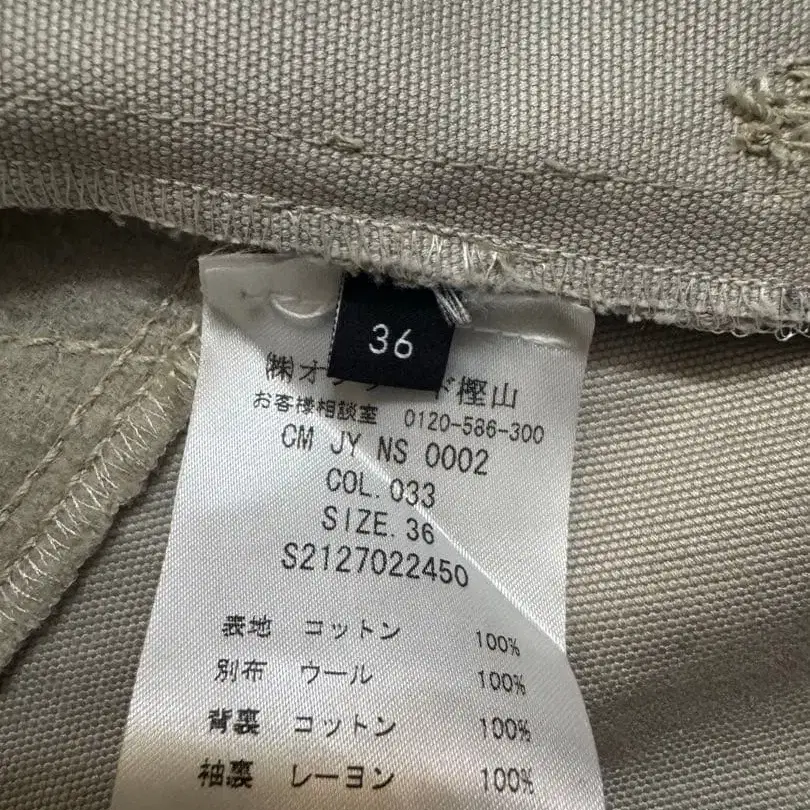 36
㈱オ ド樫山
お客様相談室 0120-586-300
CM JY NS 0002
COL.033
SIZE.36
S2127022450
表地 コットン 100%
別布 ウール 100%
背裏 コットン 100%
袖裏 レーヨン 100%